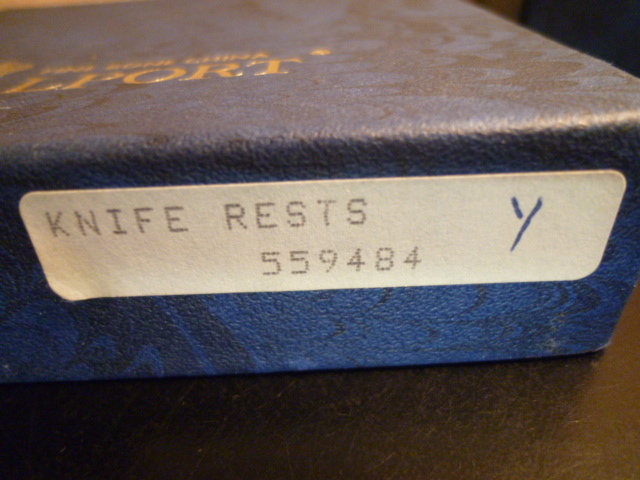 LPORT
KNIFE RESTS
559484
Y